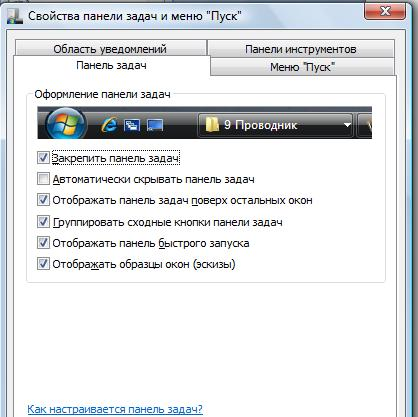 Свойства панели задач и меню "Пуск"
Область уведомлений
Панели инструментов
Панель задач
Меню "Пуск"
Оформление панели задач
9 Проводник
Закрепить панель задач
Автоматически скрывать панель задач
Отображать панель задач поверх остальных окон
Группировать сходные кнопки панели задач
Отображать панель быстрого запуска
Отображать образцы окон (эскизы)
Как настраивается панель задач?